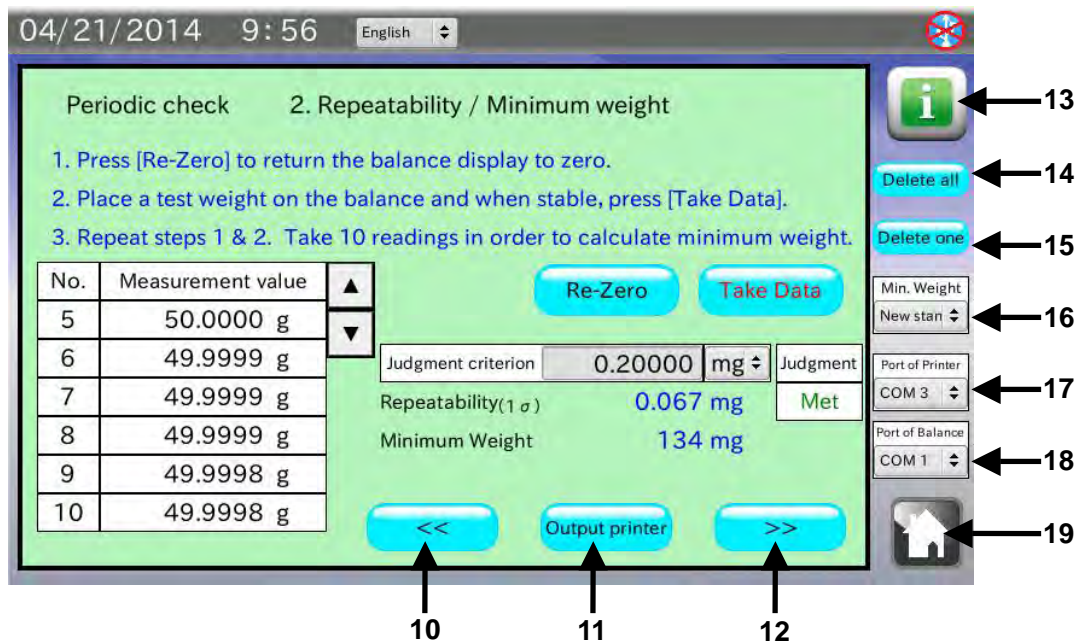 04/21/2014 9:56 English
Periodic check 2. Repeatability / Minimum weight
1. Press [Re-Zero] to return the balance display to zero.
2. Place a test weight on the balance and when stable, press [Take Data].
3. Repeat steps 1 & 2. Take 10 readings in order to calculate minimum weight.
No. Measurement value ▲
5 50.0000 g ▼
6 49.9999 g
7 49.9999 g
8 49.9999 g
9 49.9998 g
10 49.9998 g
Re-Zero Take Data
Judgment criterion 0.20000 mg Judgment
Repeatability(1 σ) 0.067 mg Met
Minimum Weight 134 mg
<< Output printer >>
i 13
Delete all 14
Delete one 15
Min. Weight
New stan 16
Port of Printer
COM 3 17
Port of Balance
COM 1 18
19
10 11 12